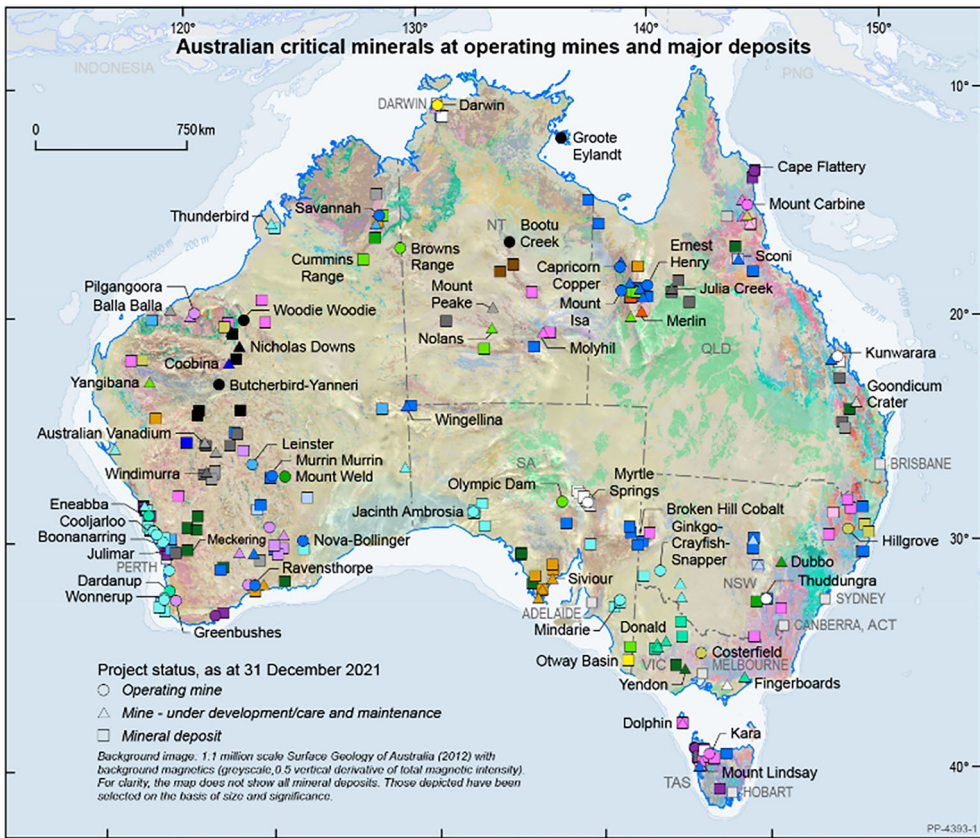 120°
130°
140°
150°
Australian critical minerals at operating mines and major deposits
INDONESIA
PNG
10°
DARWIN
Darwin
0
750 km
Groote
Eylandt
Cape Flattery
Thunderbird
Savannah
NT
Bootu
Creek
Mount Carbine
Cummins
Range
Browns
Range
Capricorn
Copper
Ernest
Henry
Sconi
Pilgangoora
Balla Balla
Mount
Peake
Mount
Isa
Julia Creek
20°
Woodie Woodie
Nolans
Merlin
Nicholas Downs
Molyhil
QLD
Kunwarara
Coobina
Yangibana
Butcherbird-Yanneri
Goondicum
Crater
Wingellina
Australian Vanadium
Leinster
BRISBANE
Windimurra
Murrin Murrin
Mount Weld
SA
Olympic Dam
Myrtle
Springs
Eneabba
Cooljarloo
Boonanarring
Jacinth Ambrosia
Broken Hill Cobalt
Ginkgo-
Crayfish-
Snapper
Hillgrove
30°
Julimar
Meckering
Nova-Bollinger
PERTH
Ravensthorpe
Siviour
Dubbo
Dardanup
Wonnerup
NSW
Thuddungra
SYDNEY
ADELAIDE
Mindarie
CANBERRA, ACT
Greenbushes
Donald
Otway Basin
VIC
Costerfield
MELBOURNE
Yendon
Fingerboards
Project status, as at 31 December 2021
Operating mine
Mine - under development/care and maintenance
Mineral deposit
Dolphin
Kara
Background image: 1:1 million scale Surface Geology of Australia (2012) with
background magnetics (greyscale,0.5 vertical derivative of total magnetic intensity).
For clarity, the map does not show all mineral deposits. Those depicted have been
selected on the basis of size and significance.
TAS
Mount Lindsay
HOBART
40°
PP-4393-1